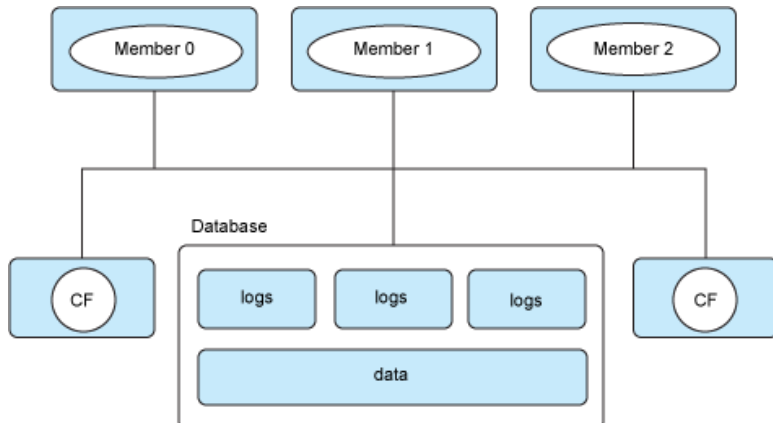 Member 0
Member 1
Member 2
Database
CF
logs
logs
logs
CF
data